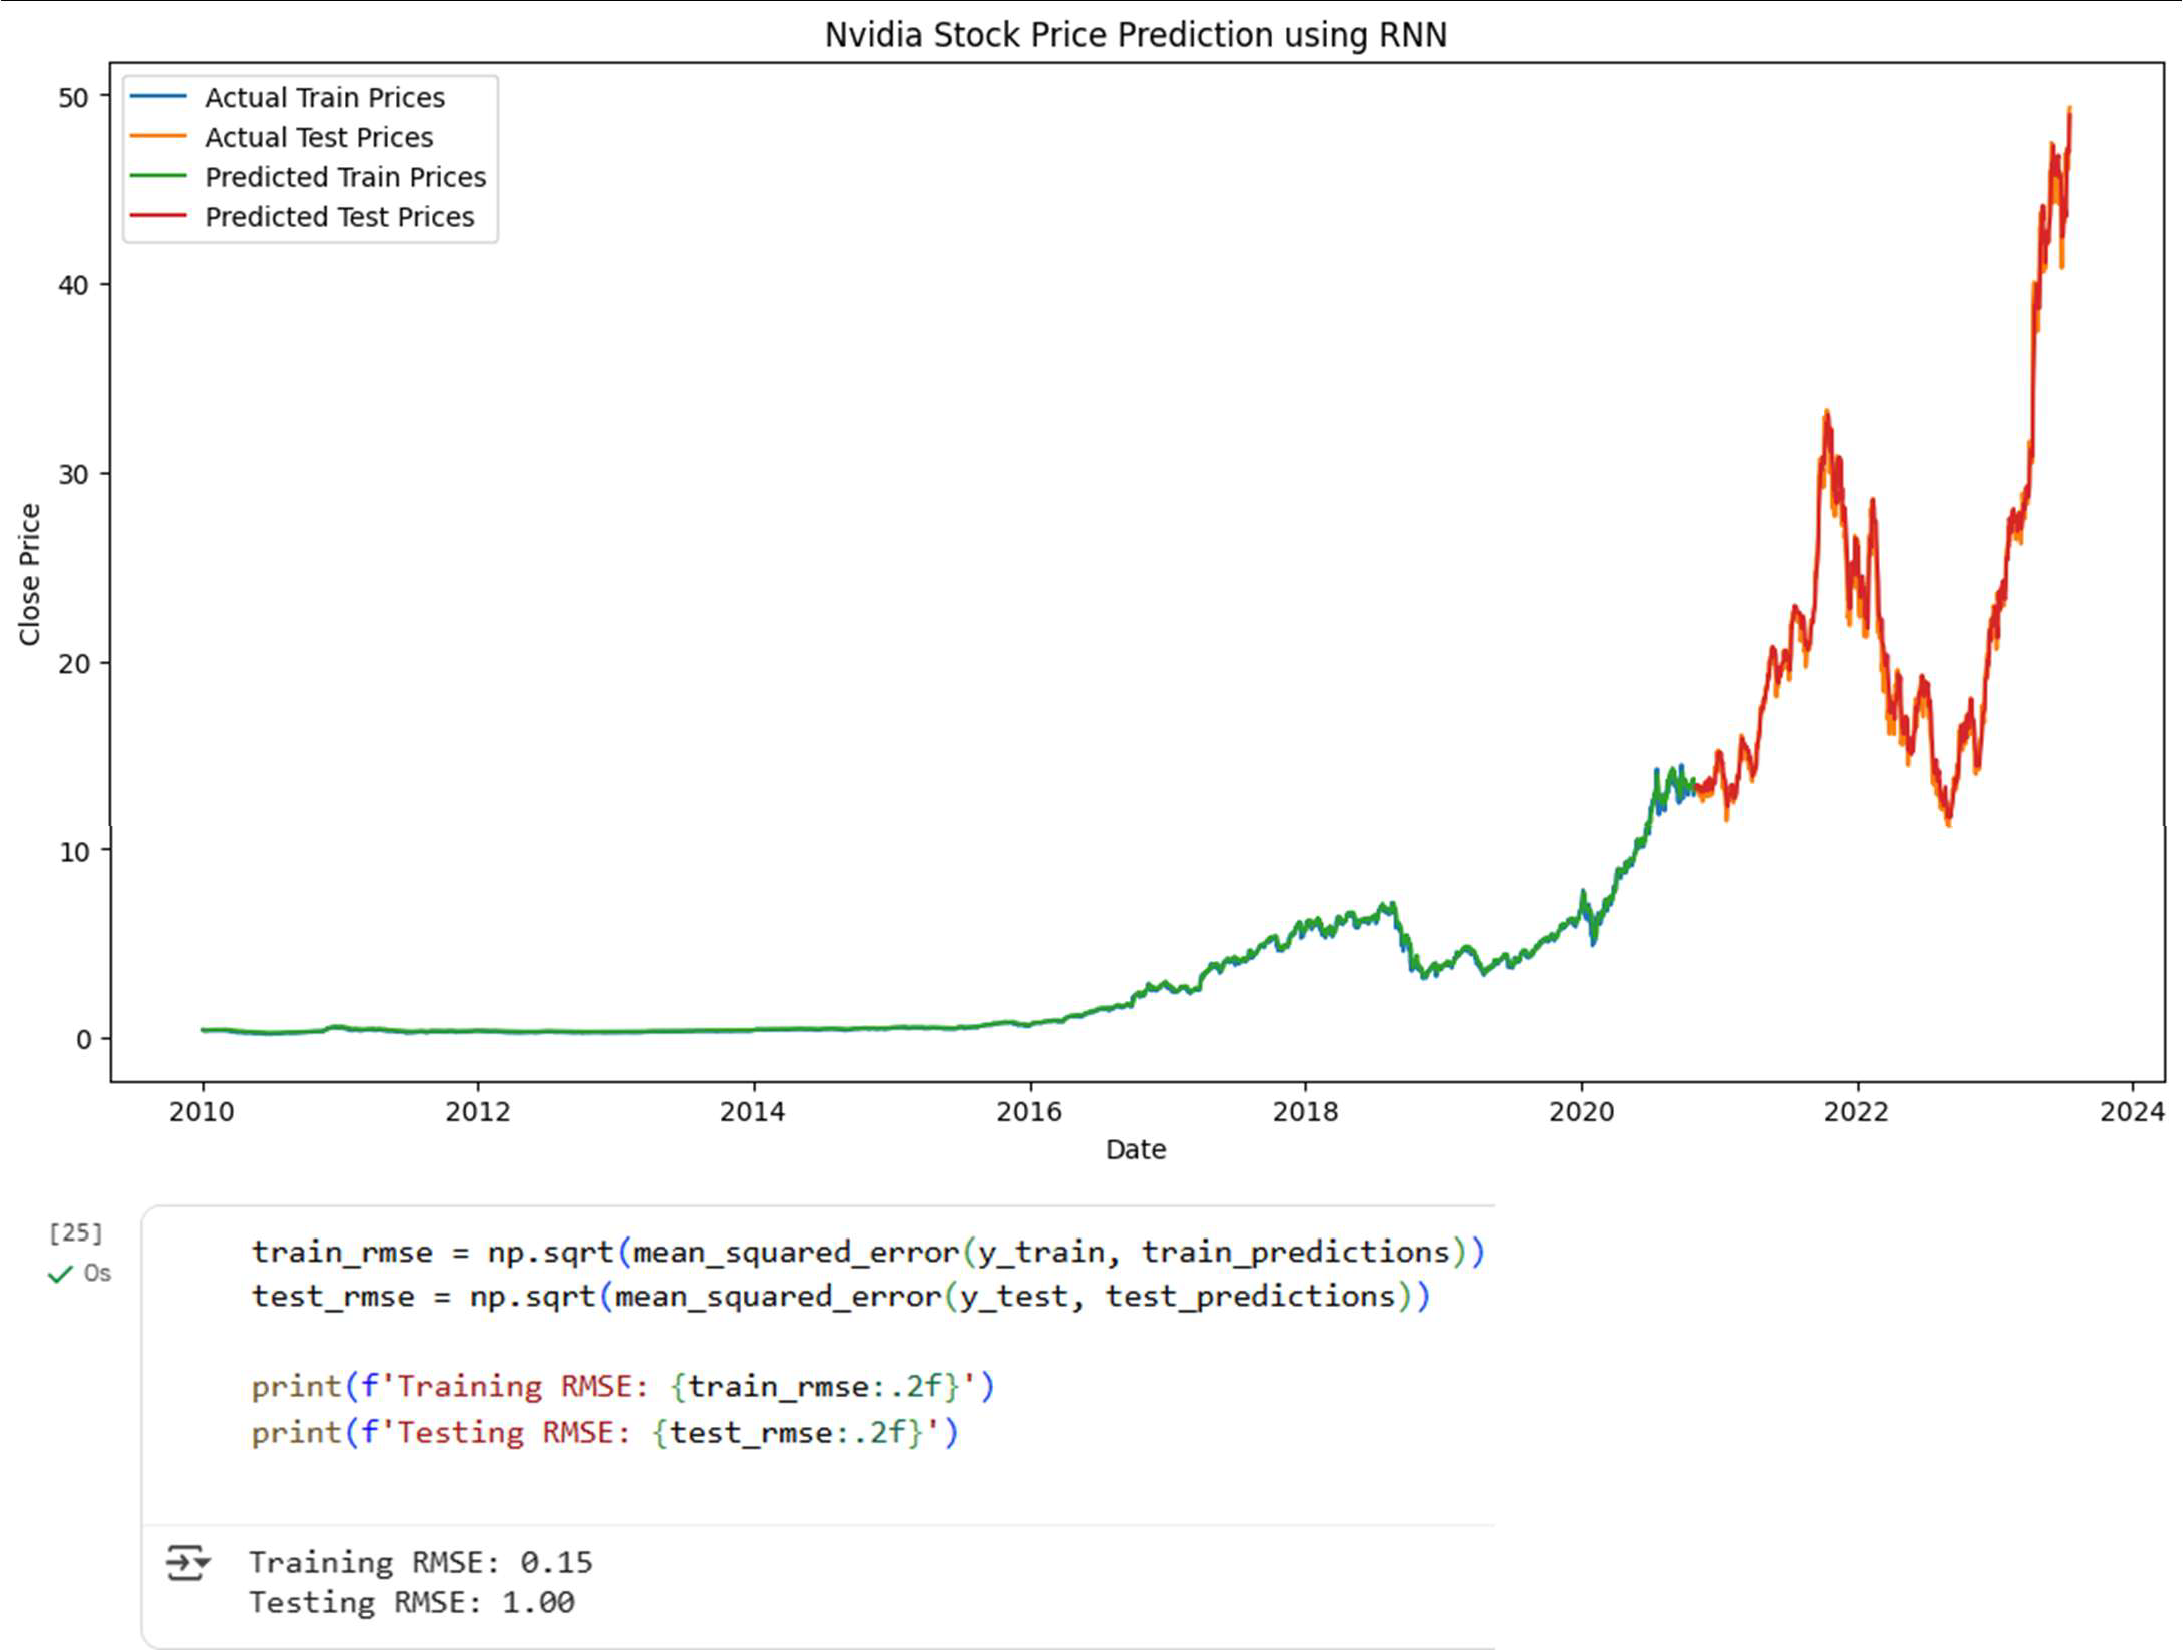 Nvidia Stock Price Prediction using RNN
Actual Train Prices
Actual Test Prices
Predicted Train Prices
Predicted Test Prices
50
40
30
20
10
0
Close Price
2010 2012 2014 2016 2018 2020 2022 2024
Date
[25]
0s
train_rmse = np.sqrt(mean_squared_error(y_train, train_predictions))
test_rmse = np.sqrt(mean_squared_error(y_test, test_predictions))
print(f'Training RMSE: {train_rmse:.2f}')
print(f'Testing RMSE: {test_rmse:.2f}')
Training RMSE: 0.15
Testing RMSE: 1.00